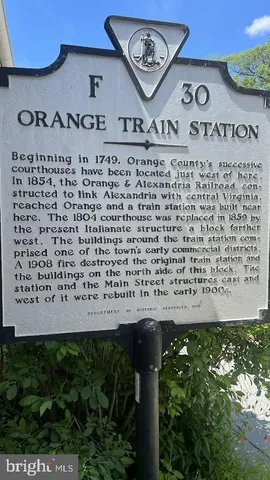 F 30
ORANGE TRAIN STATION
Beginning in 1749, Orange County's successive
courthouses have been located just west of here.
In 1854, the Orange & Alexandria Railroad, con-
structed to link Alexandria with central Virginia,
reached Orange and a train station was built near
here. The 1804 courthouse was replaced in 1859 by
the present Italianate structure a block farther
west. The buildings around the train station com-
prised one of the town's early commercial districts.
A 1908 fire destroyed the original train station and
the buildings on the north side of this block. The
station and the Main Street structures east and
west of it were rebuilt in the early 1900s.
DEPARTMENT OF HISTORIC RESOURCES,
bright MLS